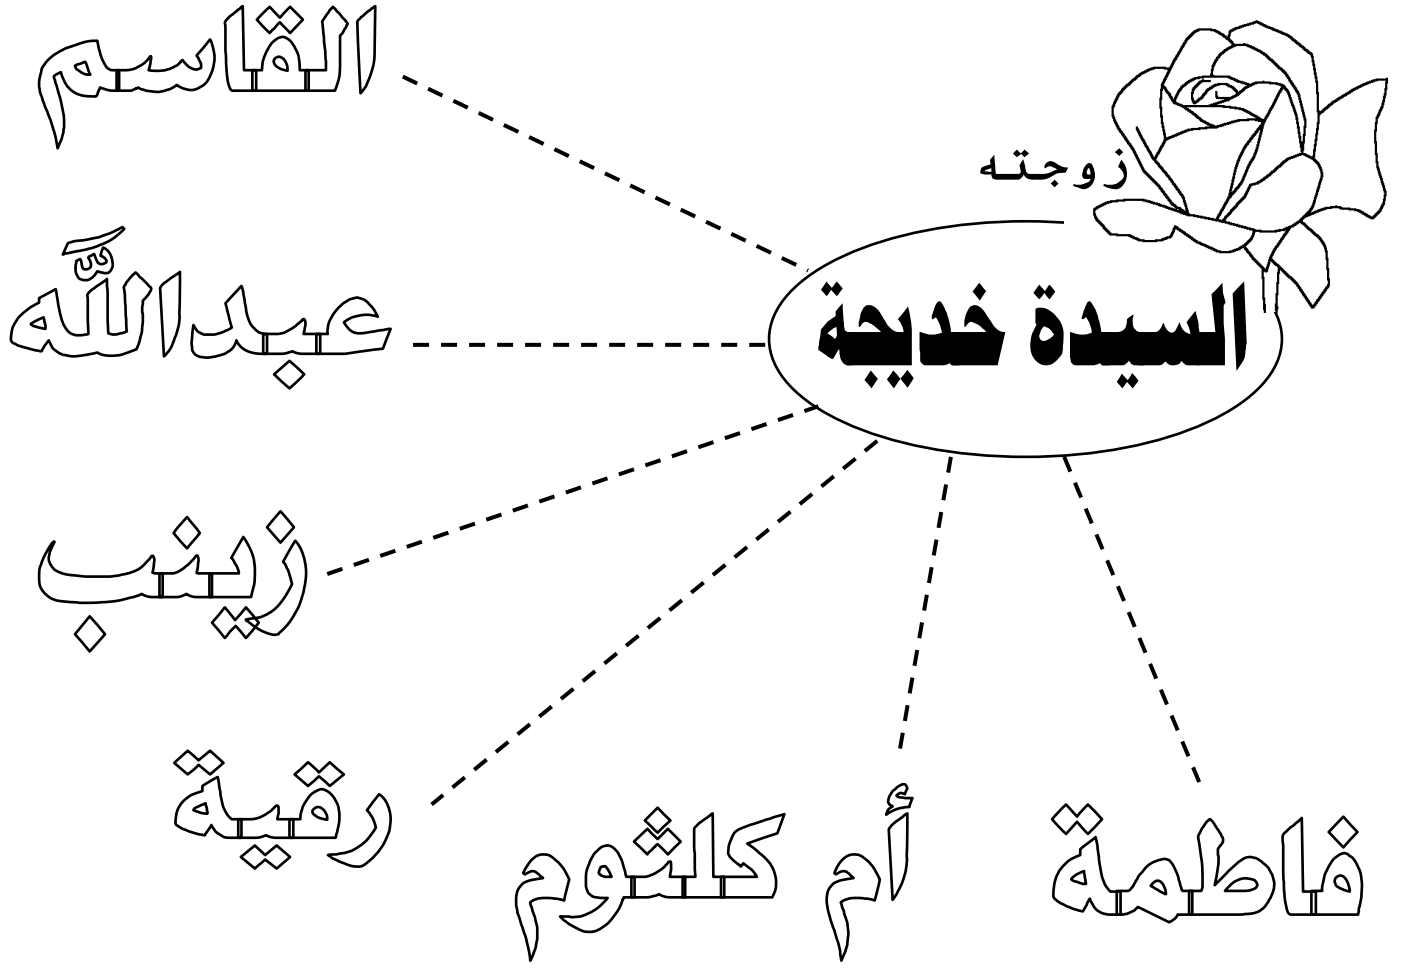 زوجته
السيدة خديجة
القاسم
عبدالله
زينب
رقية
أم كلثوم
فاطمة